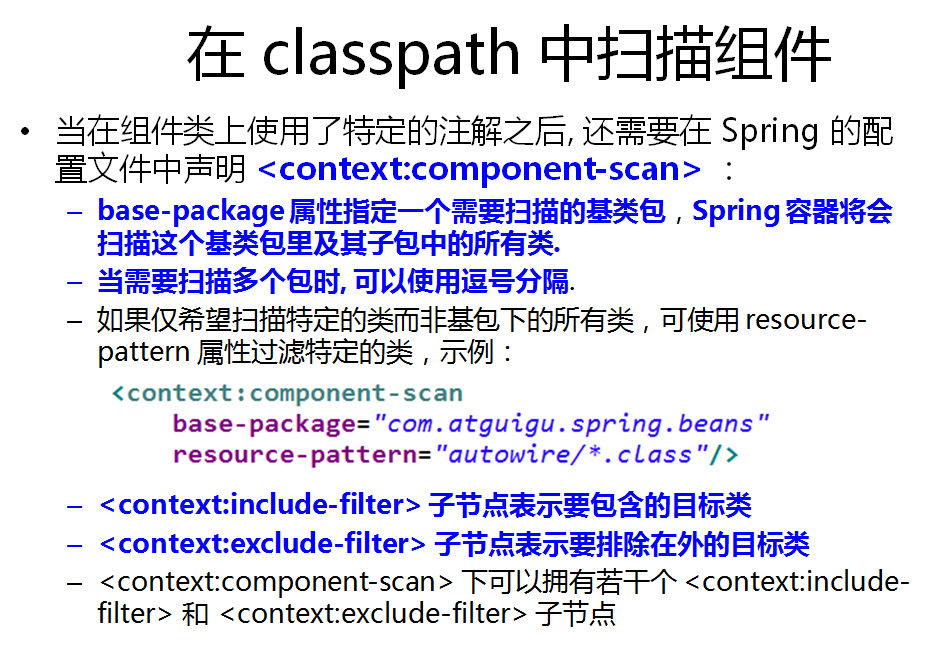 在 classpath 中扫描组件
• 当在组件类上使用了特定的注解之后, 还需要在 Spring 的配
置文件中声明 <context:component-scan> ：
– base-package 属性指定一个需要扫描的基类包，Spring 容器将会
扫描这个基类包里及其子包中的所有类.
– 当需要扫描多个包时, 可以使用逗号分隔.
– 如果仅希望扫描特定的类而非基包下的所有类，可使用 resource-
pattern 属性过滤特定的类，示例：
<context:component-scan
base-package="com.atguigu.spring.beans"
resource-pattern="autowire/*.class"/>
– <context:include-filter> 子节点表示要包含的目标类
– <context:exclude-filter> 子节点表示要排除在外的目标类
– <context:component-scan> 下可以拥有若干个 <context:include-
filter> 和 <context:exclude-filter> 子节点